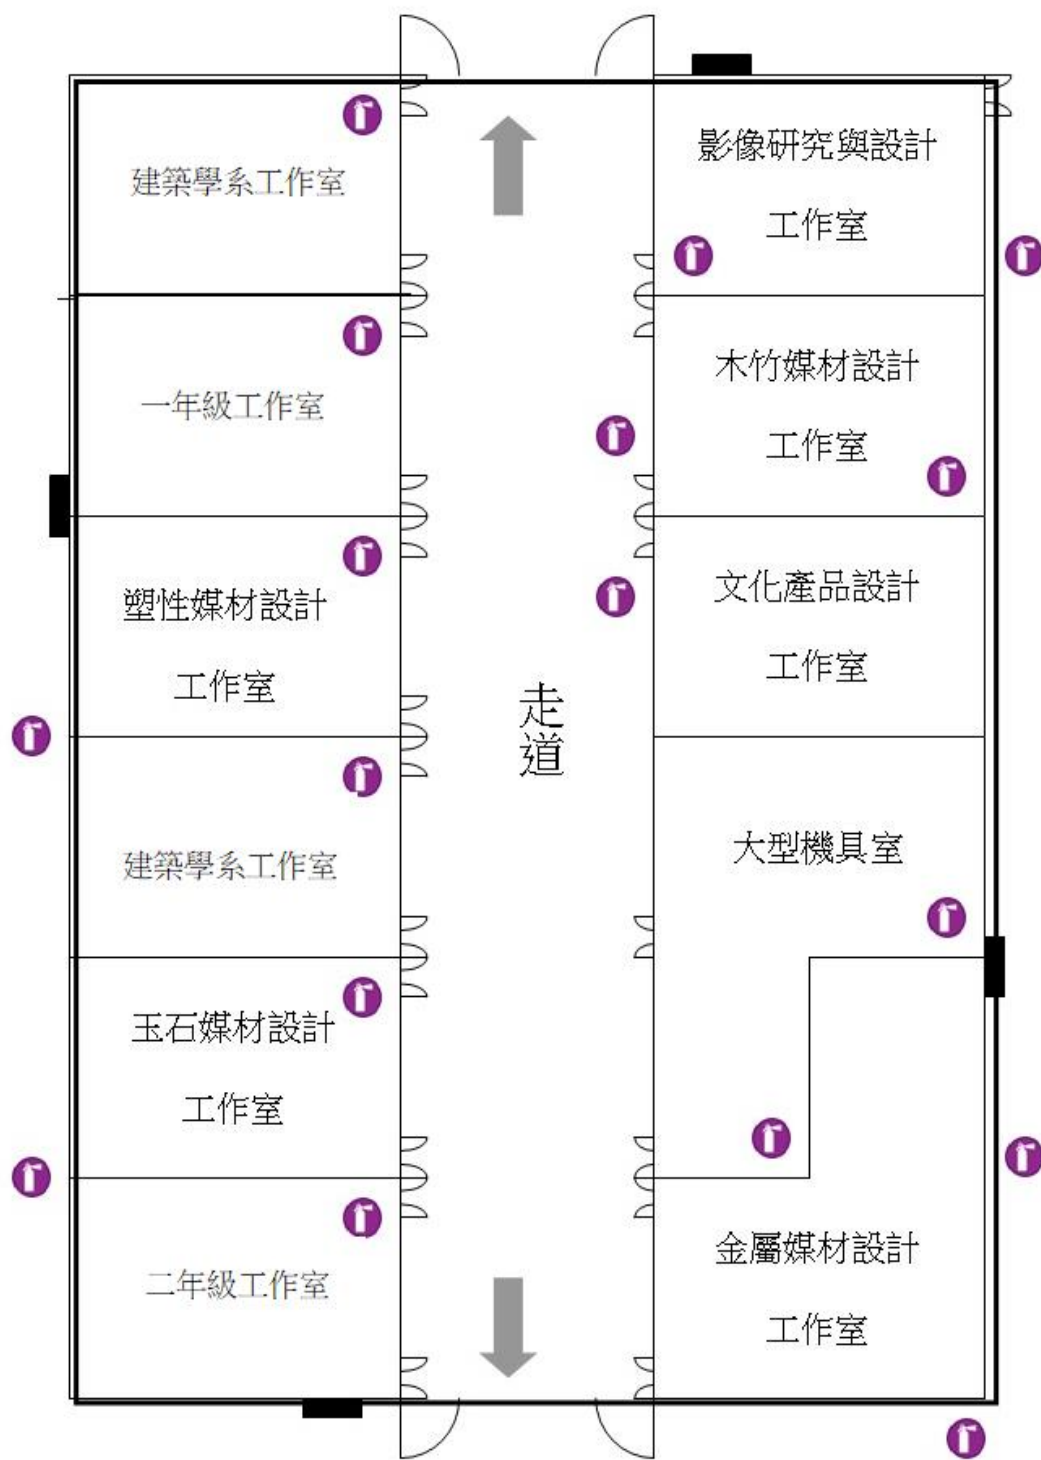 建築學系工作室
一年級工作室
塑性媒材設計
工作室
建築學系工作室
玉石媒材設計
工作室
二年級工作室
走道
影像研究與設計
工作室
木竹媒材設計
工作室
文化產品設計
工作室
大型機具室
金屬媒材設計
工作室